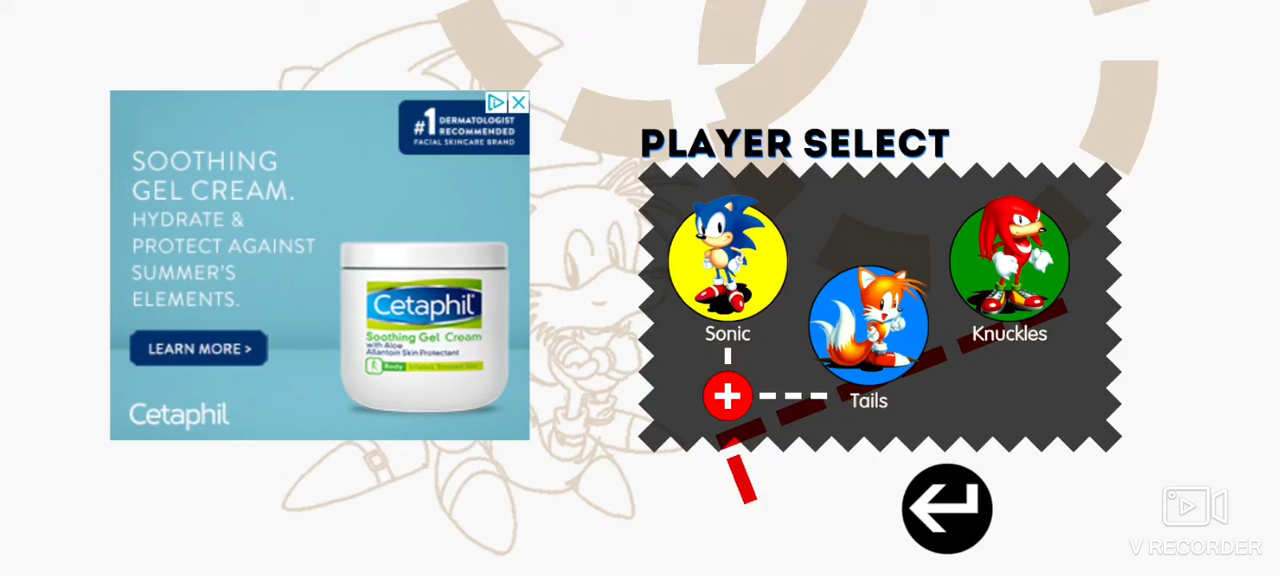 #1 DERMATOLOGIST
RECOMMENDED
FACIAL SKINCARE BRAND
SOOTHING
GEL CREAM.
HYDRATE &
PROTECT AGAINST
SUMMER'S
ELEMENTS.
LEARN MORE >
Cetaphil
Cetaphil
Soothing Gel Cream
with Aloe
Allantoin Skin Protectant
Body
PLAYER SELECT
Sonic
Knuckles
Tails
V RECORDER